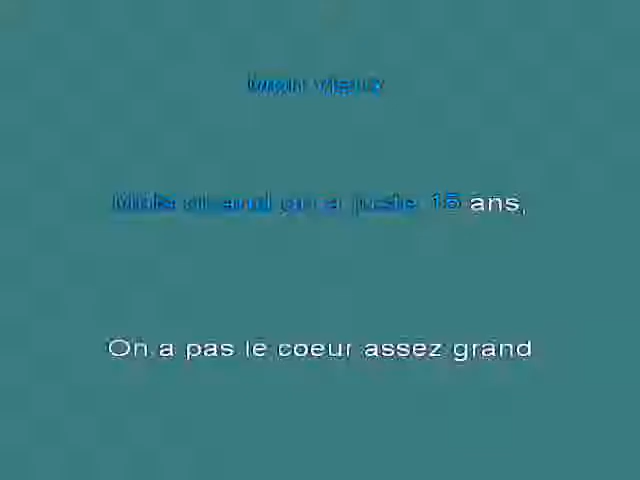 Mon vieux
Mais quand on a juste 15 ans,
On a pas le coeur assez grand